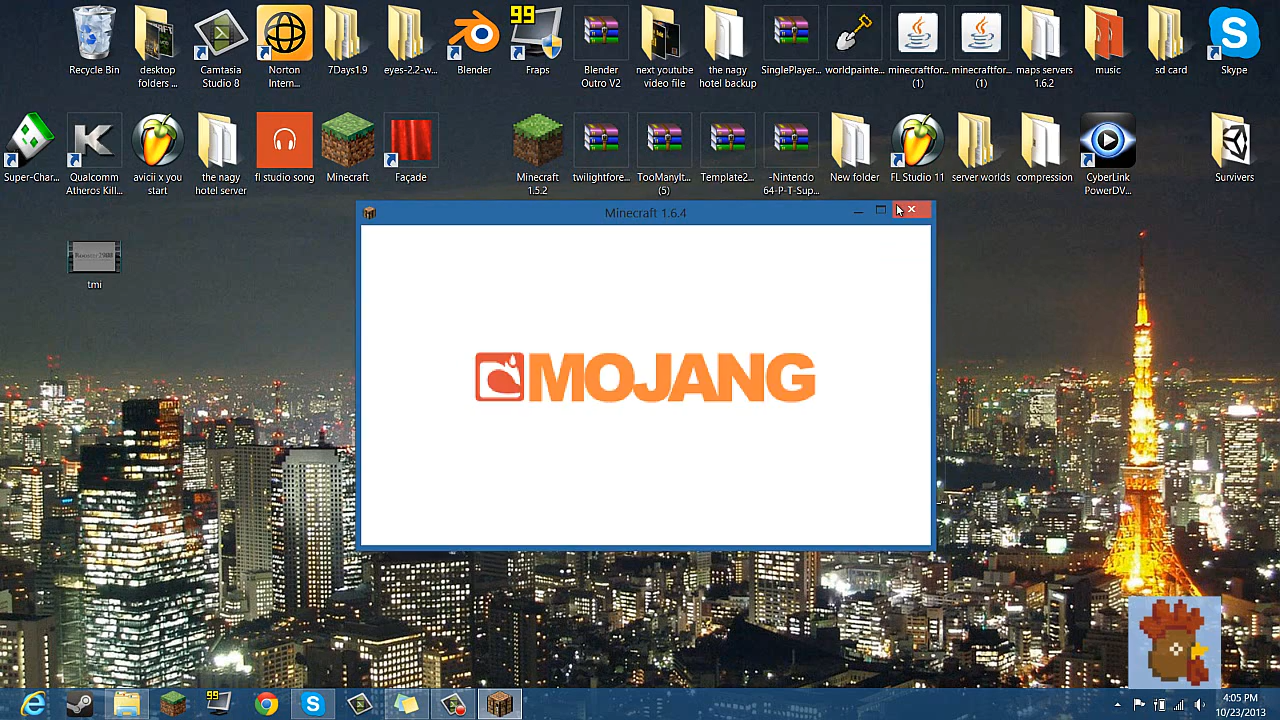 99
Recycle Bin
desktop
folders ...
Camtasia
Studio 8
Norton
Intern...
7Days1.9
eyes-2.2-w...
Blender
Fraps
Blender
Outro V2
next youtube
video file
the nagy
hotel backup
SinglePlayer...
worldpainte...
minecraftfor...
(1)
minecraftfor...
(1)
maps servers
1.6.2
music
sd card
Skype
Super-Char...
Qualcomm
Atheros Kill...
avicii x you
start
the nagy
hotel server
fl studio song
Minecraft
Façade
Minecraft
1.5.2
twilightfore...
TooManyIt...
(5)
Template2...
-Nintendo
64-P-T-Sup...
New folder
FL Studio 11
server worlds
compression
CyberLink
PowerDV...
Survivers
Minecraft 1.6.4
tmi
MOJANG
99
4:05 PM
10/23/2013